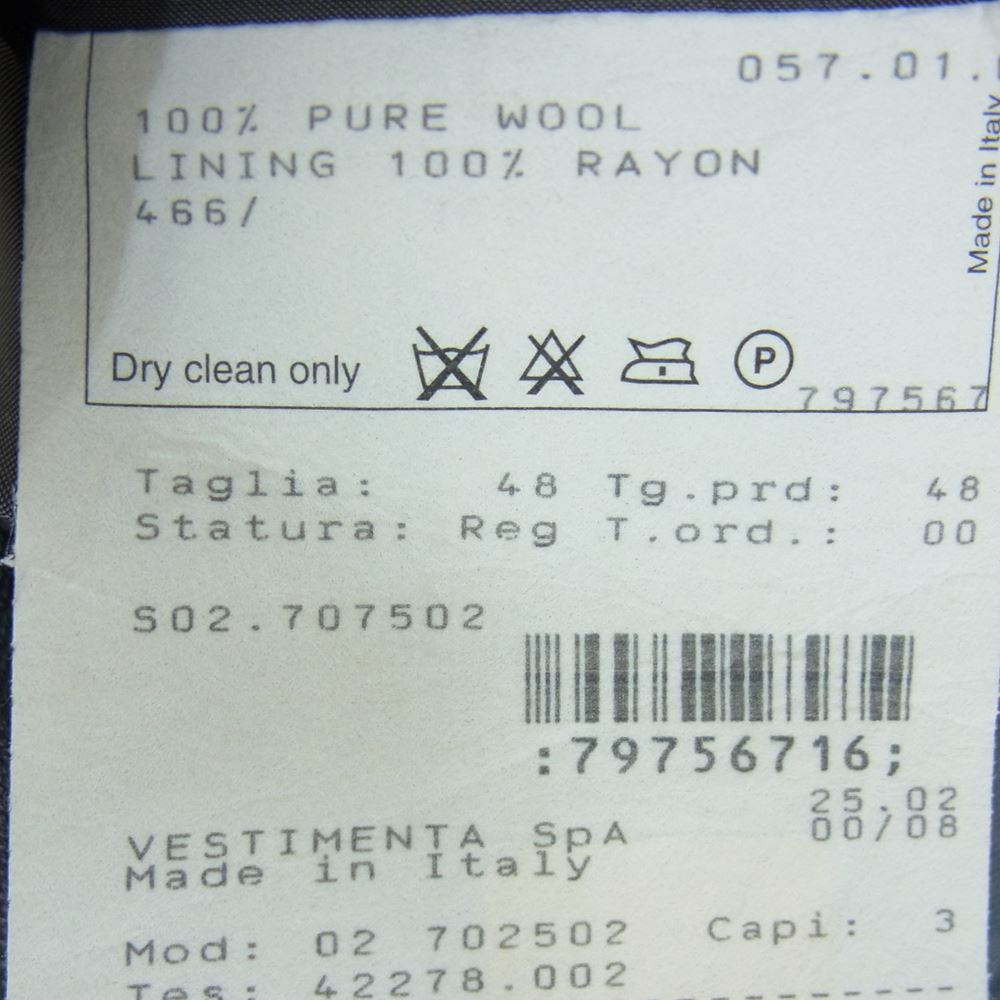 057.01.
100% PURE WOOL
LINING 100% RAYON
466/
Made in Italy
Dry clean only P
797567
Taglia: 48 Tg.prd: 48
Statura: Reg T.ord.: 00
S02.707502
:79756716;
25.02
00/08
VESTIMENTA SpA
Made in Italy
Mod: 02 702502 Capi: 3
Tes: 42278.002